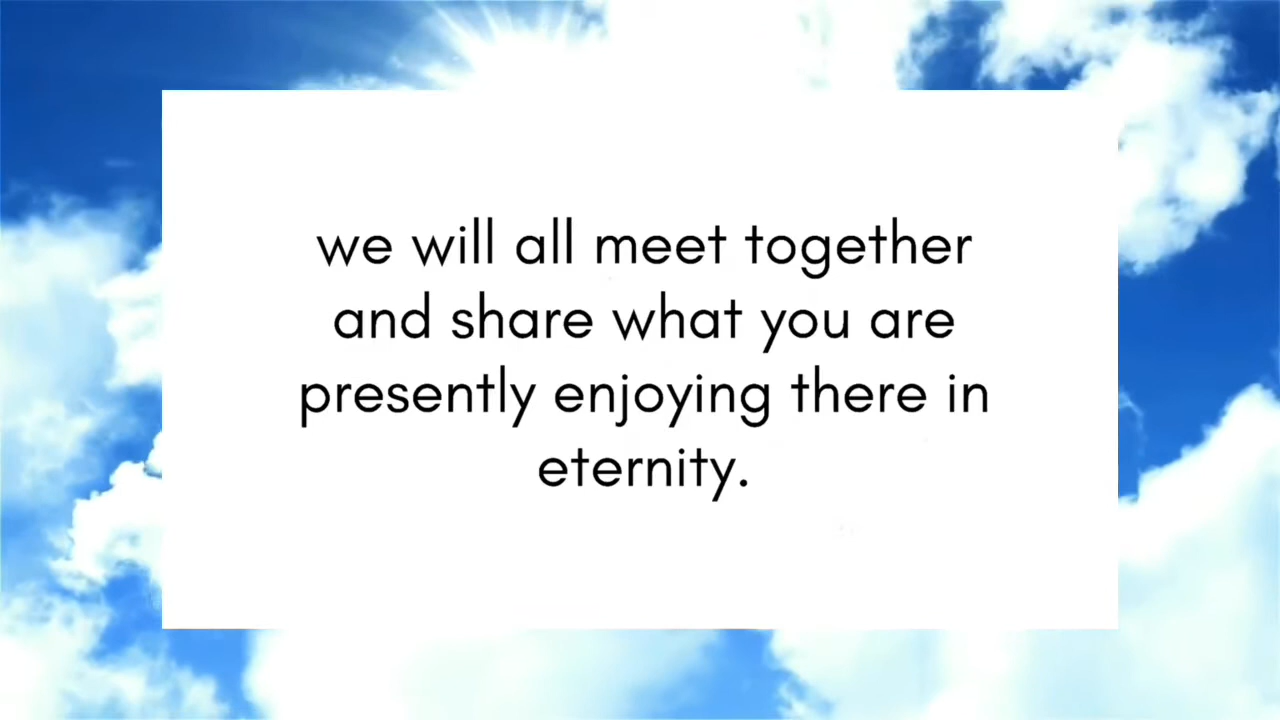 we will all meet together
and share what you are
presently enjoying there in
eternity.